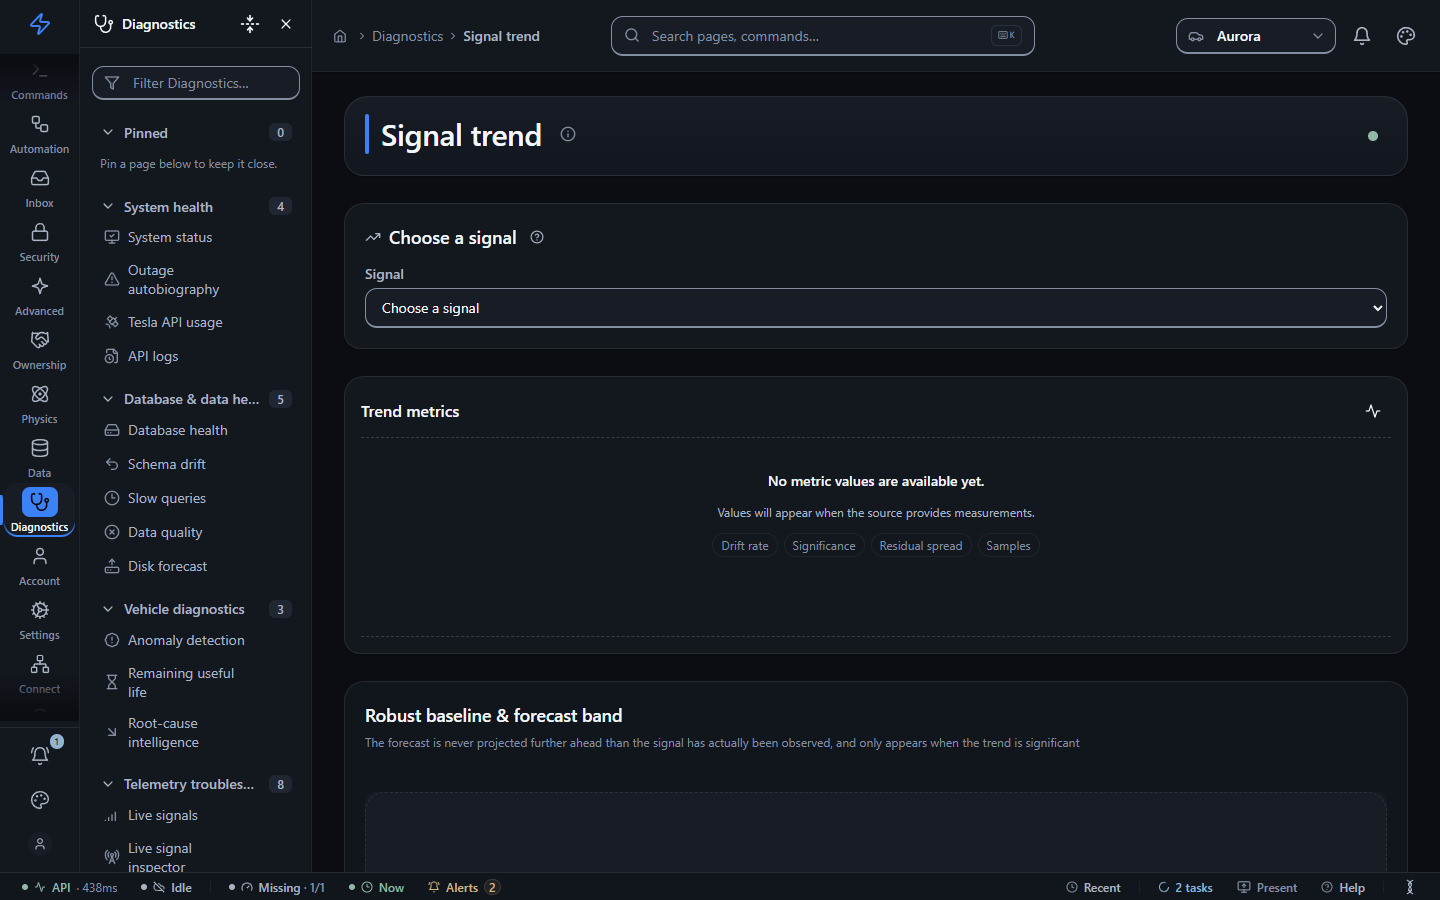 Diagnostics
Diagnostics
Signal trend
Search pages, commands...
K
Aurora
Commands
Automation
Inbox
Security
Advanced
Ownership
Physics
Data
Diagnostics
Account
Settings
Connect
1
Filter Diagnostics...
Pinned
0
Pin a page below to keep it close.
System health
4
System status
Outage
autobiography
Tesla API usage
API logs
Database & data he...
5
Database health
Schema drift
Slow queries
Data quality
Disk forecast
Vehicle diagnostics
3
Anomaly detection
Remaining useful
life
Root-cause
intelligence
Telemetry troubles...
8
Live signals
Live signal
inspector
Signal trend
Choose a signal
Signal
Choose a signal
Trend metrics
No metric values are available yet.
Values will appear when the source provides measurements.
Drift rate
Significance
Residual spread
Samples
Robust baseline & forecast band
The forecast is never projected further ahead than the signal has actually been observed, and only appears when the trend is significant
API · 438ms
Idle
Missing · 1/1
Now
Alerts 2
Recent
2 tasks
Present
Help